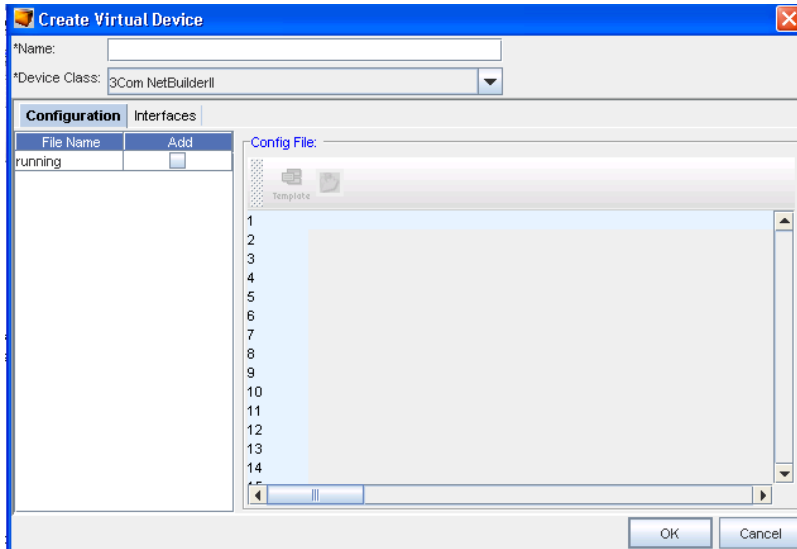 Create Virtual Device
*Name:
*Device Class: 3Com NetBuilderII
Configuration Interfaces
File Name Add
running
Config File:
Template
1
2
3
4
5
6
7
8
9
10
11
12
13
14
15
OK Cancel